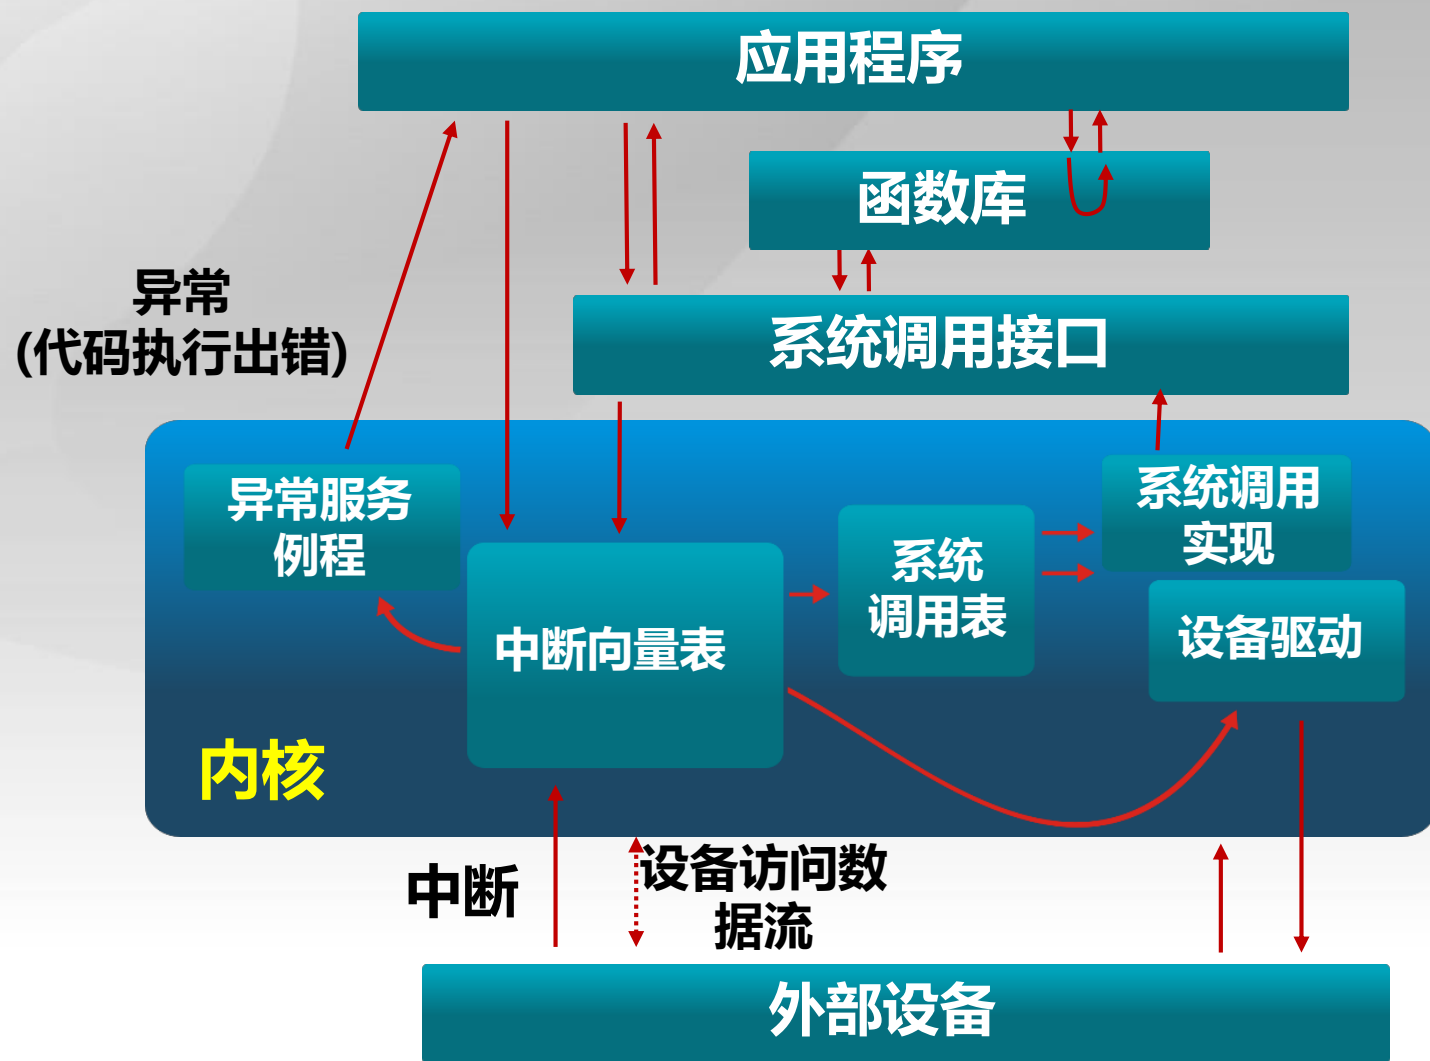 应用程序
函数库
异常
(代码执行出错)
系统调用接口
异常服务
例程
系统调用
实现
系统
调用表
中断向量表
设备驱动
内核
中断
设备访问数
据流
外部设备